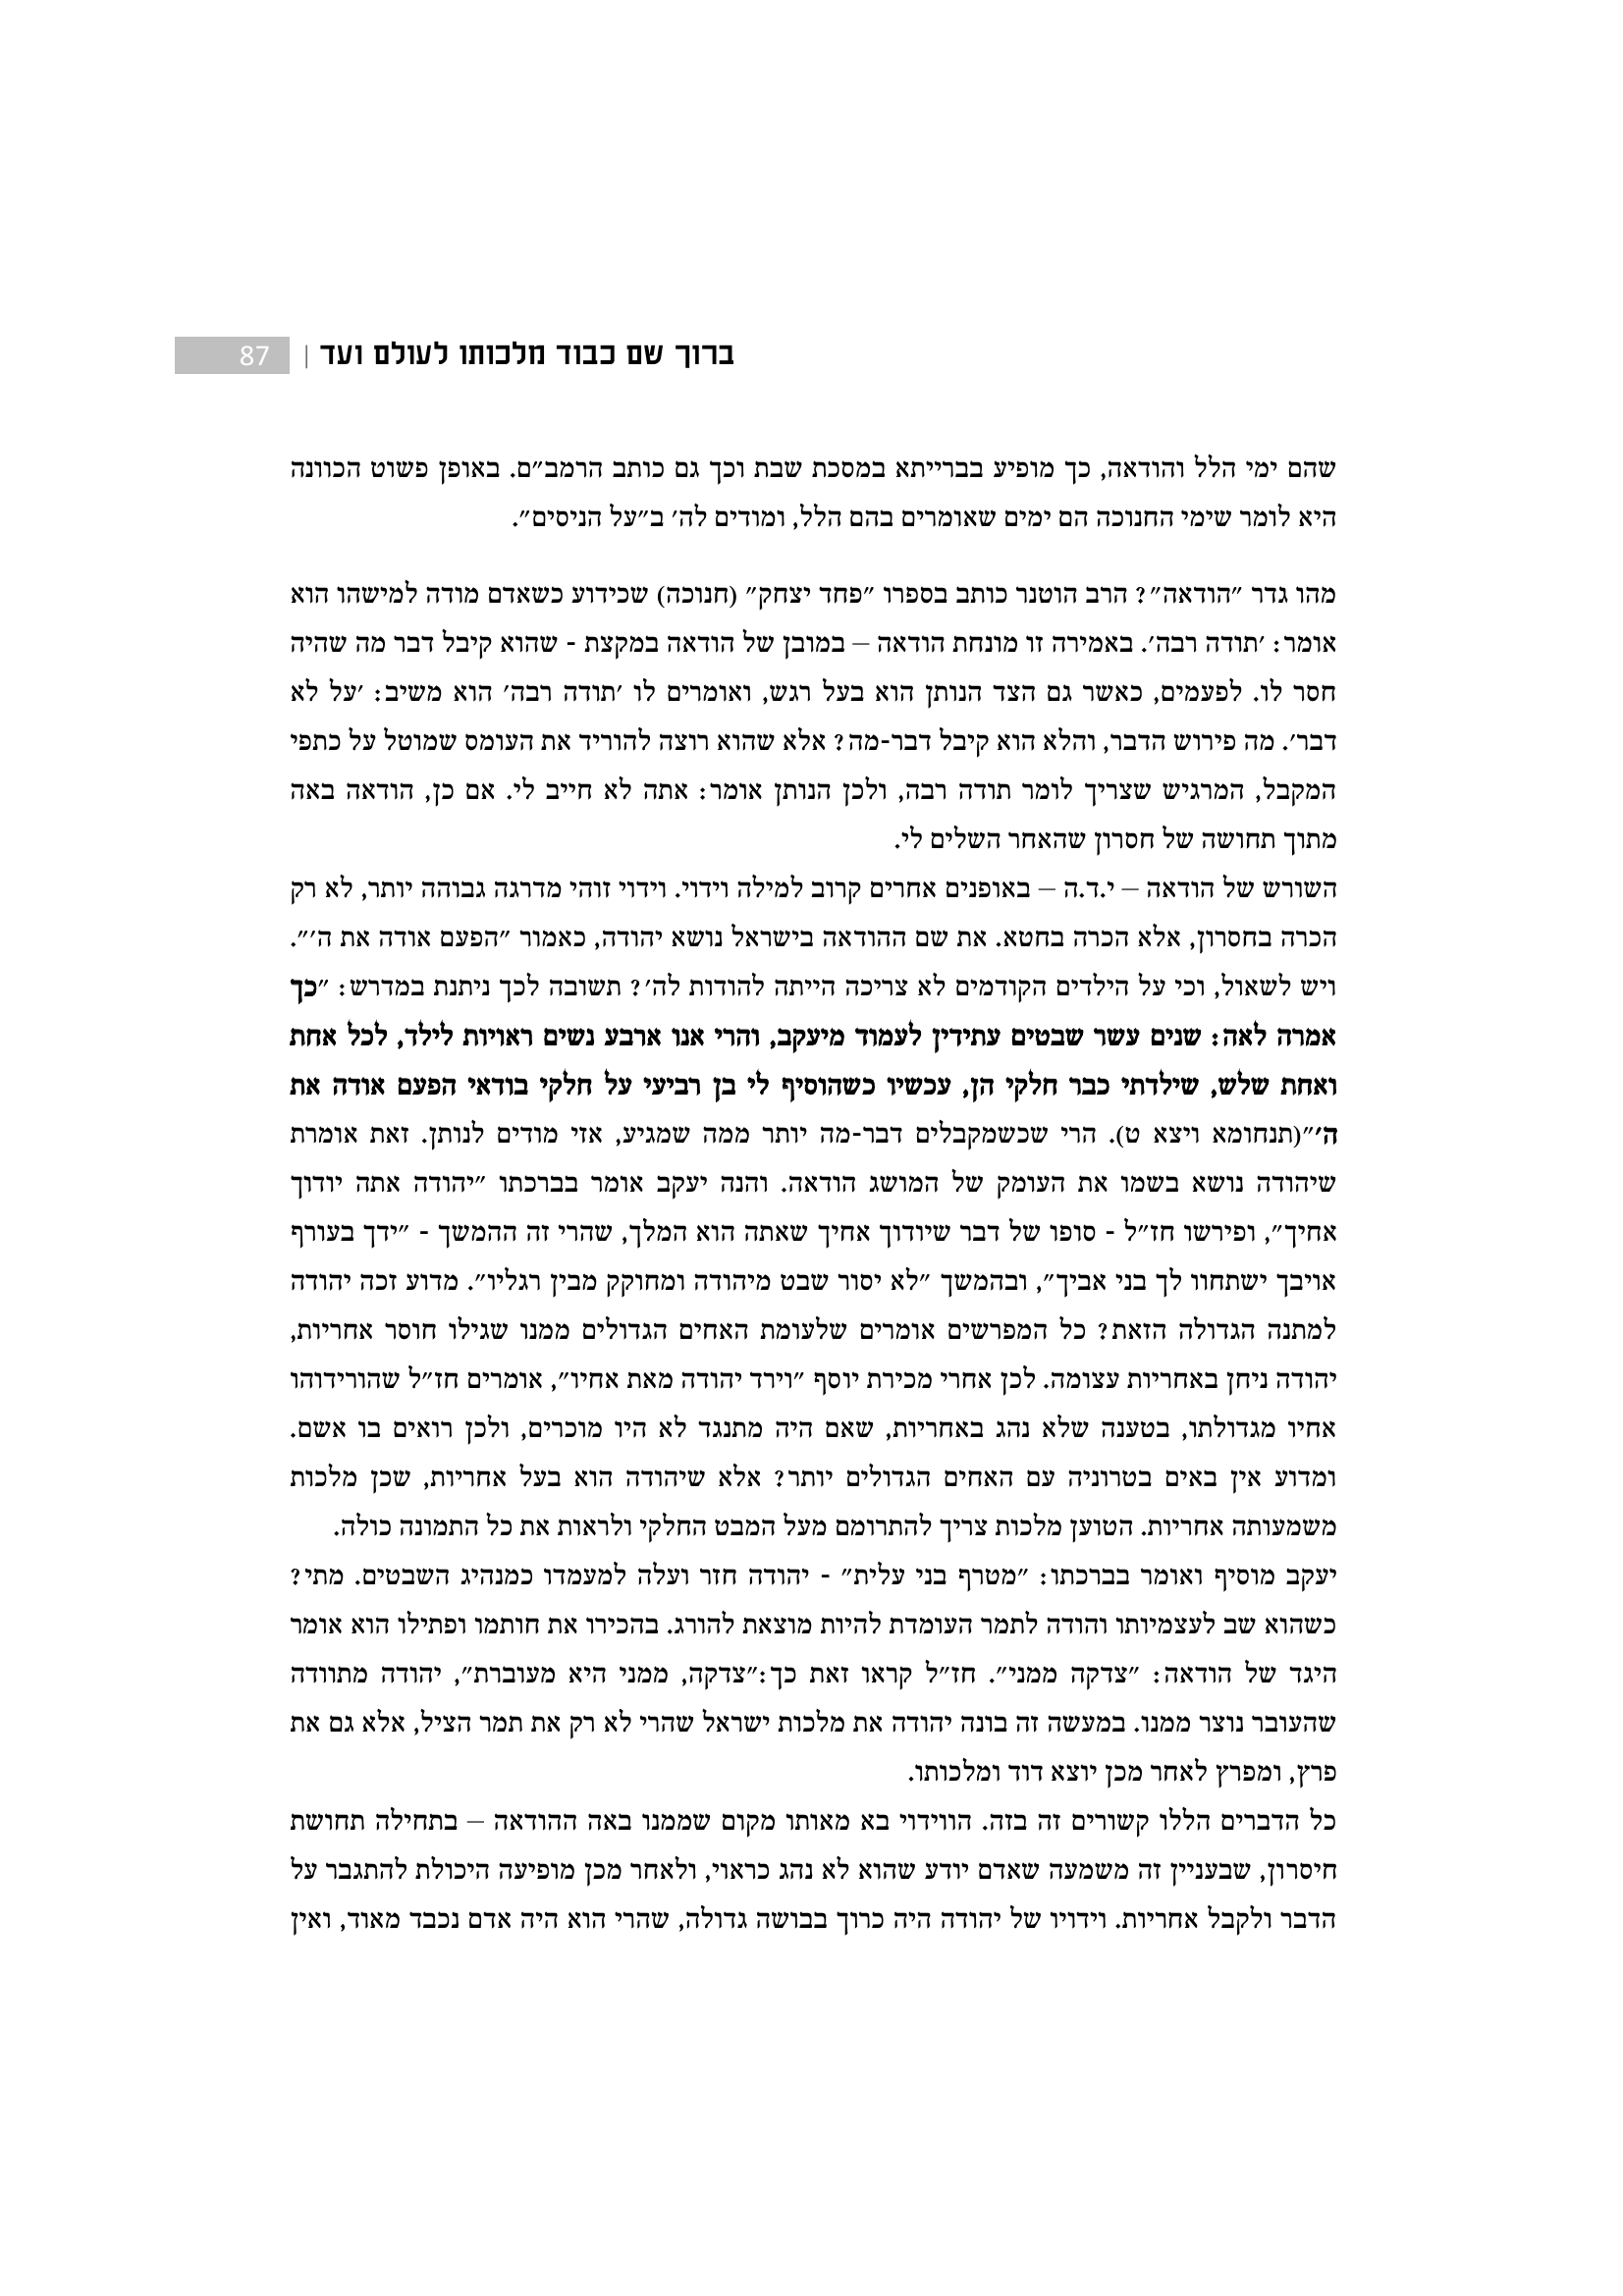 ברוך שם כבוד מלכותו לעולם ועד | 87
שהם ימי הלל והודאה, כך מופיע בברייתא במסכת שבת וכך גם כותב הרמב״ם. באופן פשוט הכוונה
היא לומר שימי החנוכה הם ימים שאומרים בהם הלל, ומודים לה׳ ב״על הניסים״.
מהו גדר ״הודאה״? הרב הוטנר כותב בספרו ״פחד יצחק״ (חנוכה) שכידוע כשאדם מודה למישהו הוא
אומר: ׳תודה רבה׳. באמירה זו מונחת הודאה – במובן של הודאה במקצת - שהוא קיבל דבר מה שהיה
חסר לו. לפעמים, כאשר גם הצד הנותן הוא בעל רגש, ואומרים לו ׳תודה רבה׳ הוא משיב: ׳על לא
דבר׳. מה פירוש הדבר, והלא הוא קיבל דבר-מה? אלא שהוא רוצה להוריד את העומס שמוטל על כתפי
המקבל, המרגיש שצריך לומר תודה רבה, ולכן הנותן אומר: אתה לא חייב לי. אם כן, הודאה באה
מתוך תחושה של חסרון שהאחר השלים לי.
השורש של הודאה – י.ד.ה – באופנים אחרים קרוב למילה וידוי. וידוי זוהי מדרגה גבוהה יותר, לא רק
הכרה בחסרון, אלא הכרה בחטא. את שם ההודאה בישראל נושא יהודה, כאמור ״הפעם אודה את ה׳״.
ויש לשאול, וכי על הילדים הקודמים לא צריכה הייתה להודות לה׳? תשובה לכך ניתנת במדרש: ״כך
אמרה לאה: שנים עשר שבטים עתידין לעמוד מיעקב, והרי אנו ארבע נשים ראויות לילד, לכל אחת
ואחת שלש, שילדתי כבר חלקי הן, עכשיו כשהוסיף לי בן רביעי על חלקי בודאי הפעם אודה את
ה׳״(תנחומא ויצא ט). הרי שכשמקבלים דבר-מה יותר ממה שמגיע, אזי מודים לנותן. זאת אומרת
שיהודה נושא בשמו את העומק של המושג הודאה. והנה יעקב אומר בברכתו ״יהודה אתה יודוך
אחיך״, ופירשו חז״ל - סופו של דבר שיודוך אחיך שאתה הוא המלך, שהרי זה ההמשך - ״ידך בעורף
אויבך ישתחוו לך בני אביך״, ובהמשך ״לא יסור שבט מיהודה ומחוקק מבין רגליו״. מדוע זכה יהודה
למתנה הגדולה הזאת? כל המפרשים אומרים שלעומת האחים הגדולים ממנו שגילו חוסר אחריות,
יהודה ניחן באחריות עצומה. לכן אחרי מכירת יוסף ״וירד יהודה מאת אחיו״, אומרים חז״ל שהורידוהו
אחיו מגדולתו, בטענה שלא נהג באחריות, שאם היה מתנגד לא היו מוכרים, ולכן רואים בו אשם.
ומדוע אין באים בטרוניה עם האחים הגדולים יותר? אלא שיהודה הוא בעל אחריות, שכן מלכות
משמעותה אחריות. הטוען מלכות צריך להתרומם מעל המבט החלקי ולראות את כל התמונה כולה.
יעקב מוסיף ואומר בברכתו: ״מטרף בני עלית״ - יהודה חזר ועלה למעמדו כמנהיג השבטים. מתי?
כשהוא שב לעצמיותו והודה לתמר העומדת להיות מוצאת להורג. בהכירו את חותמו ופתילו הוא אומר
היגד של הודאה: ״צדקה ממני״. חז״ל קראו זאת כך:״צדקה, ממני היא מעוברת״, יהודה מתוודה
שהעובר נוצר ממנו. במעשה זה בונה יהודה את מלכות ישראל שהרי לא רק את תמר הציל, אלא גם את
פרץ, ומפרץ לאחר מכן יוצא דוד ומלכותו.
כל הדברים הללו קשורים זה בזה. הווידוי בא מאותו מקום שממנו באה ההודאה – בתחילה תחושת
חיסרון, שבעניין זה משמעה שאדם יודע שהוא לא נהג כראוי, ולאחר מכן מופיעה היכולת להתגבר על
הדבר ולקבל אחריות. וידויו של יהודה היה כרוך בבושה גדולה, שהרי הוא היה אדם נכבד מאוד, ואין